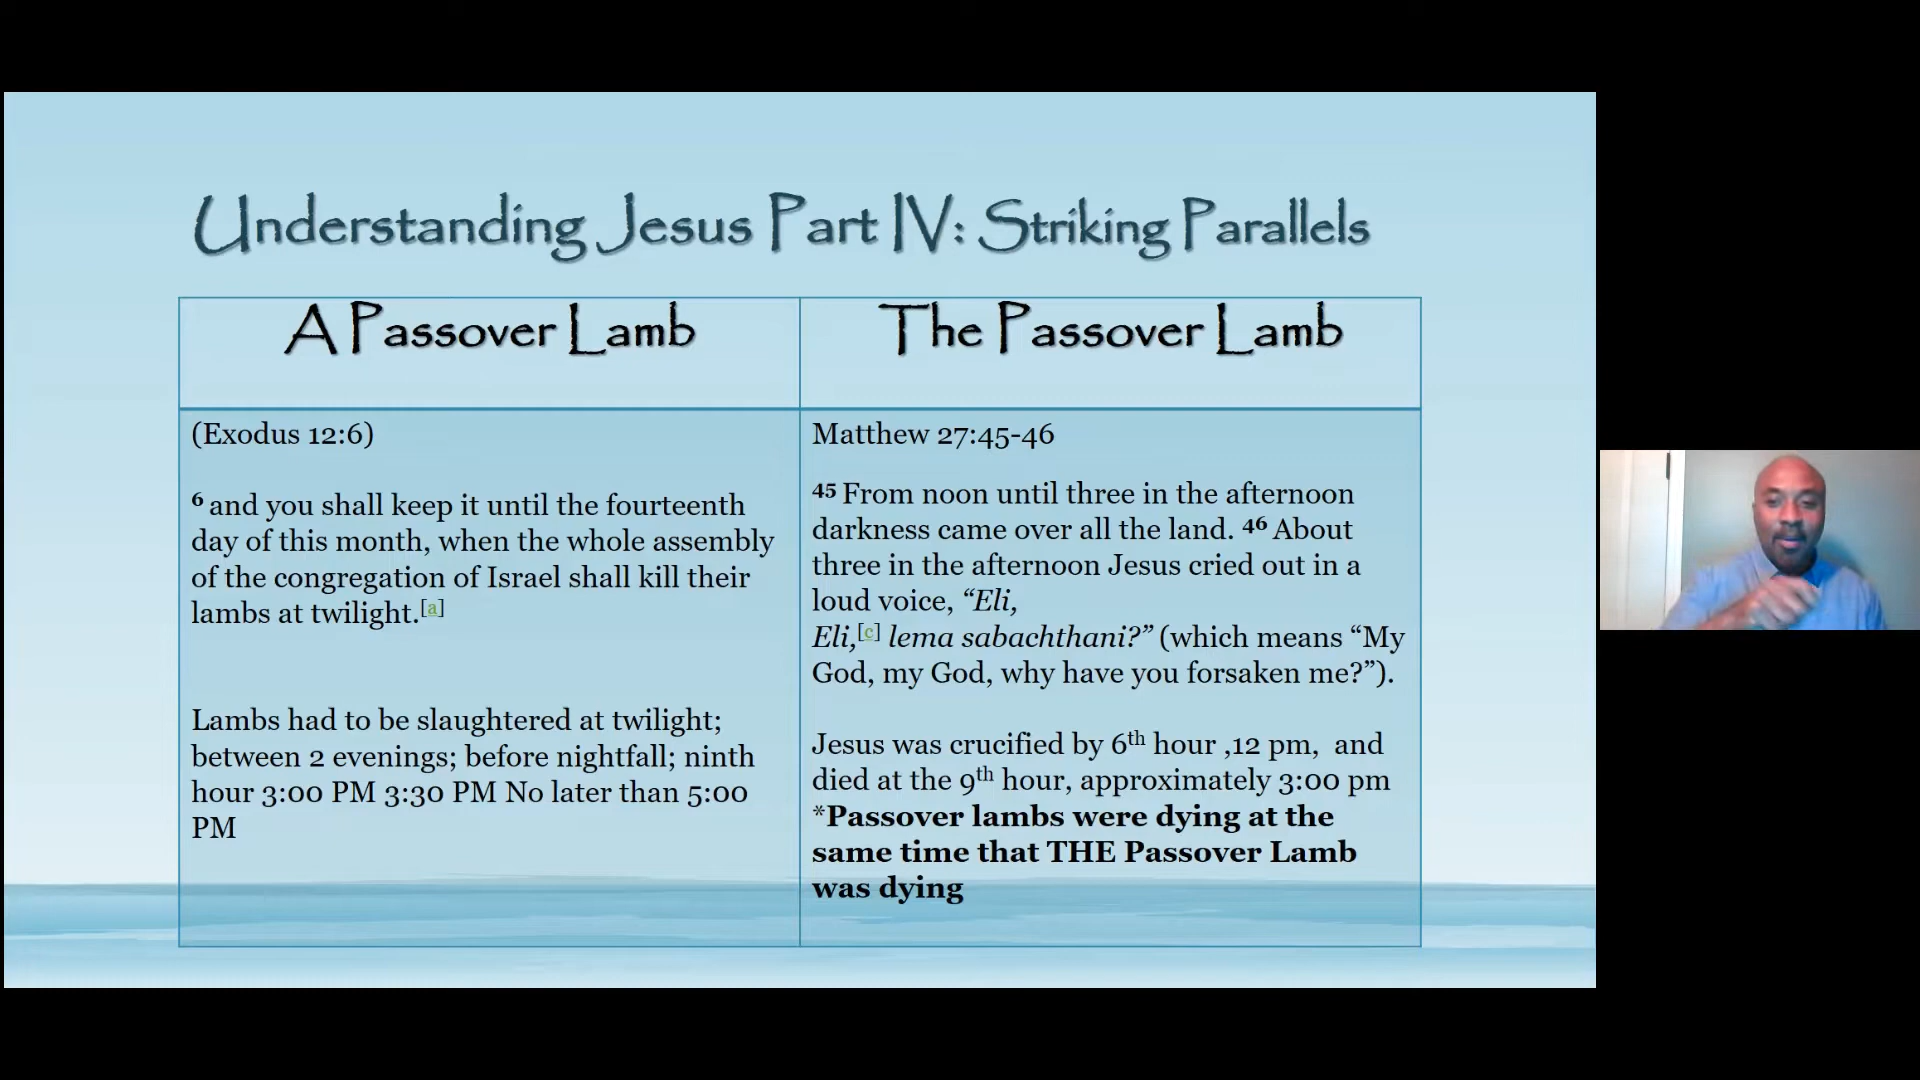 Understanding Jesus Part IV: Striking Parallels
A Passover Lamb
(Exodus 12:6)
6 and you shall keep it until the fourteenth
day of this month, when the whole assembly
of the congregation of Israel shall kill their
lambs at twilight.[a]
Lambs had to be slaughtered at twilight;
between 2 evenings; before nightfall; ninth
hour 3:00 PM 3:30 PM No later than 5:00
PM
The Passover Lamb
Matthew 27:45-46
45 From noon until three in the afternoon
darkness came over all the land. 46 About
three in the afternoon Jesus cried out in a
loud voice, “Eli,
Eli,[c] lema sabachthani?” (which means “My
God, my God, why have you forsaken me?”).
Jesus was crucified by 6th hour ,12 pm, and
died at the 9th hour, approximately 3:00 pm
*Passover lambs were dying at the
same time that THE Passover Lamb
was dying